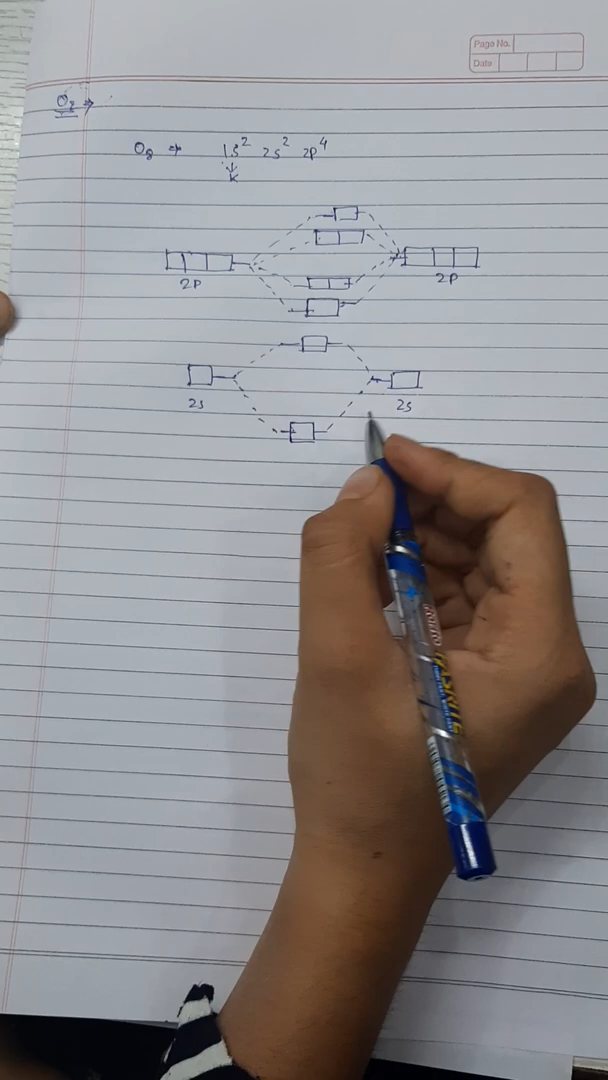 Page No.
Date
O₂ →
O₈ ⇒ 1s² 2s² 2p⁴
K
2P 2P
2s 2s